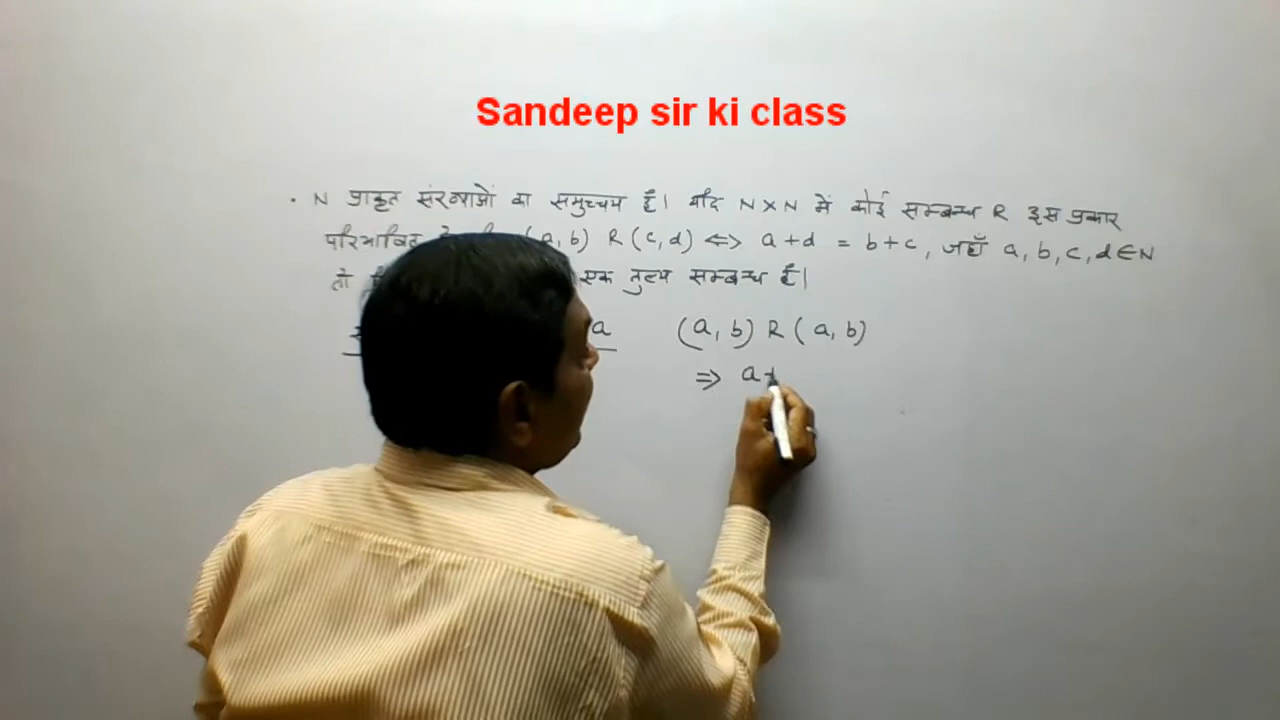 Sandeep sir ki class
. N प्राकृत संख्याओं का समुच्चय है। यदि N×N में कोई सम्बन्ध R इस प्रकार
परिभाषित (a, b) R (c, d) ⇔ a+d = b+c, जहाँ a, b, c, d ∈ N
तो एक तुल्य सम्बन्ध है।
(a, b) R (a, b)
⇒ a+